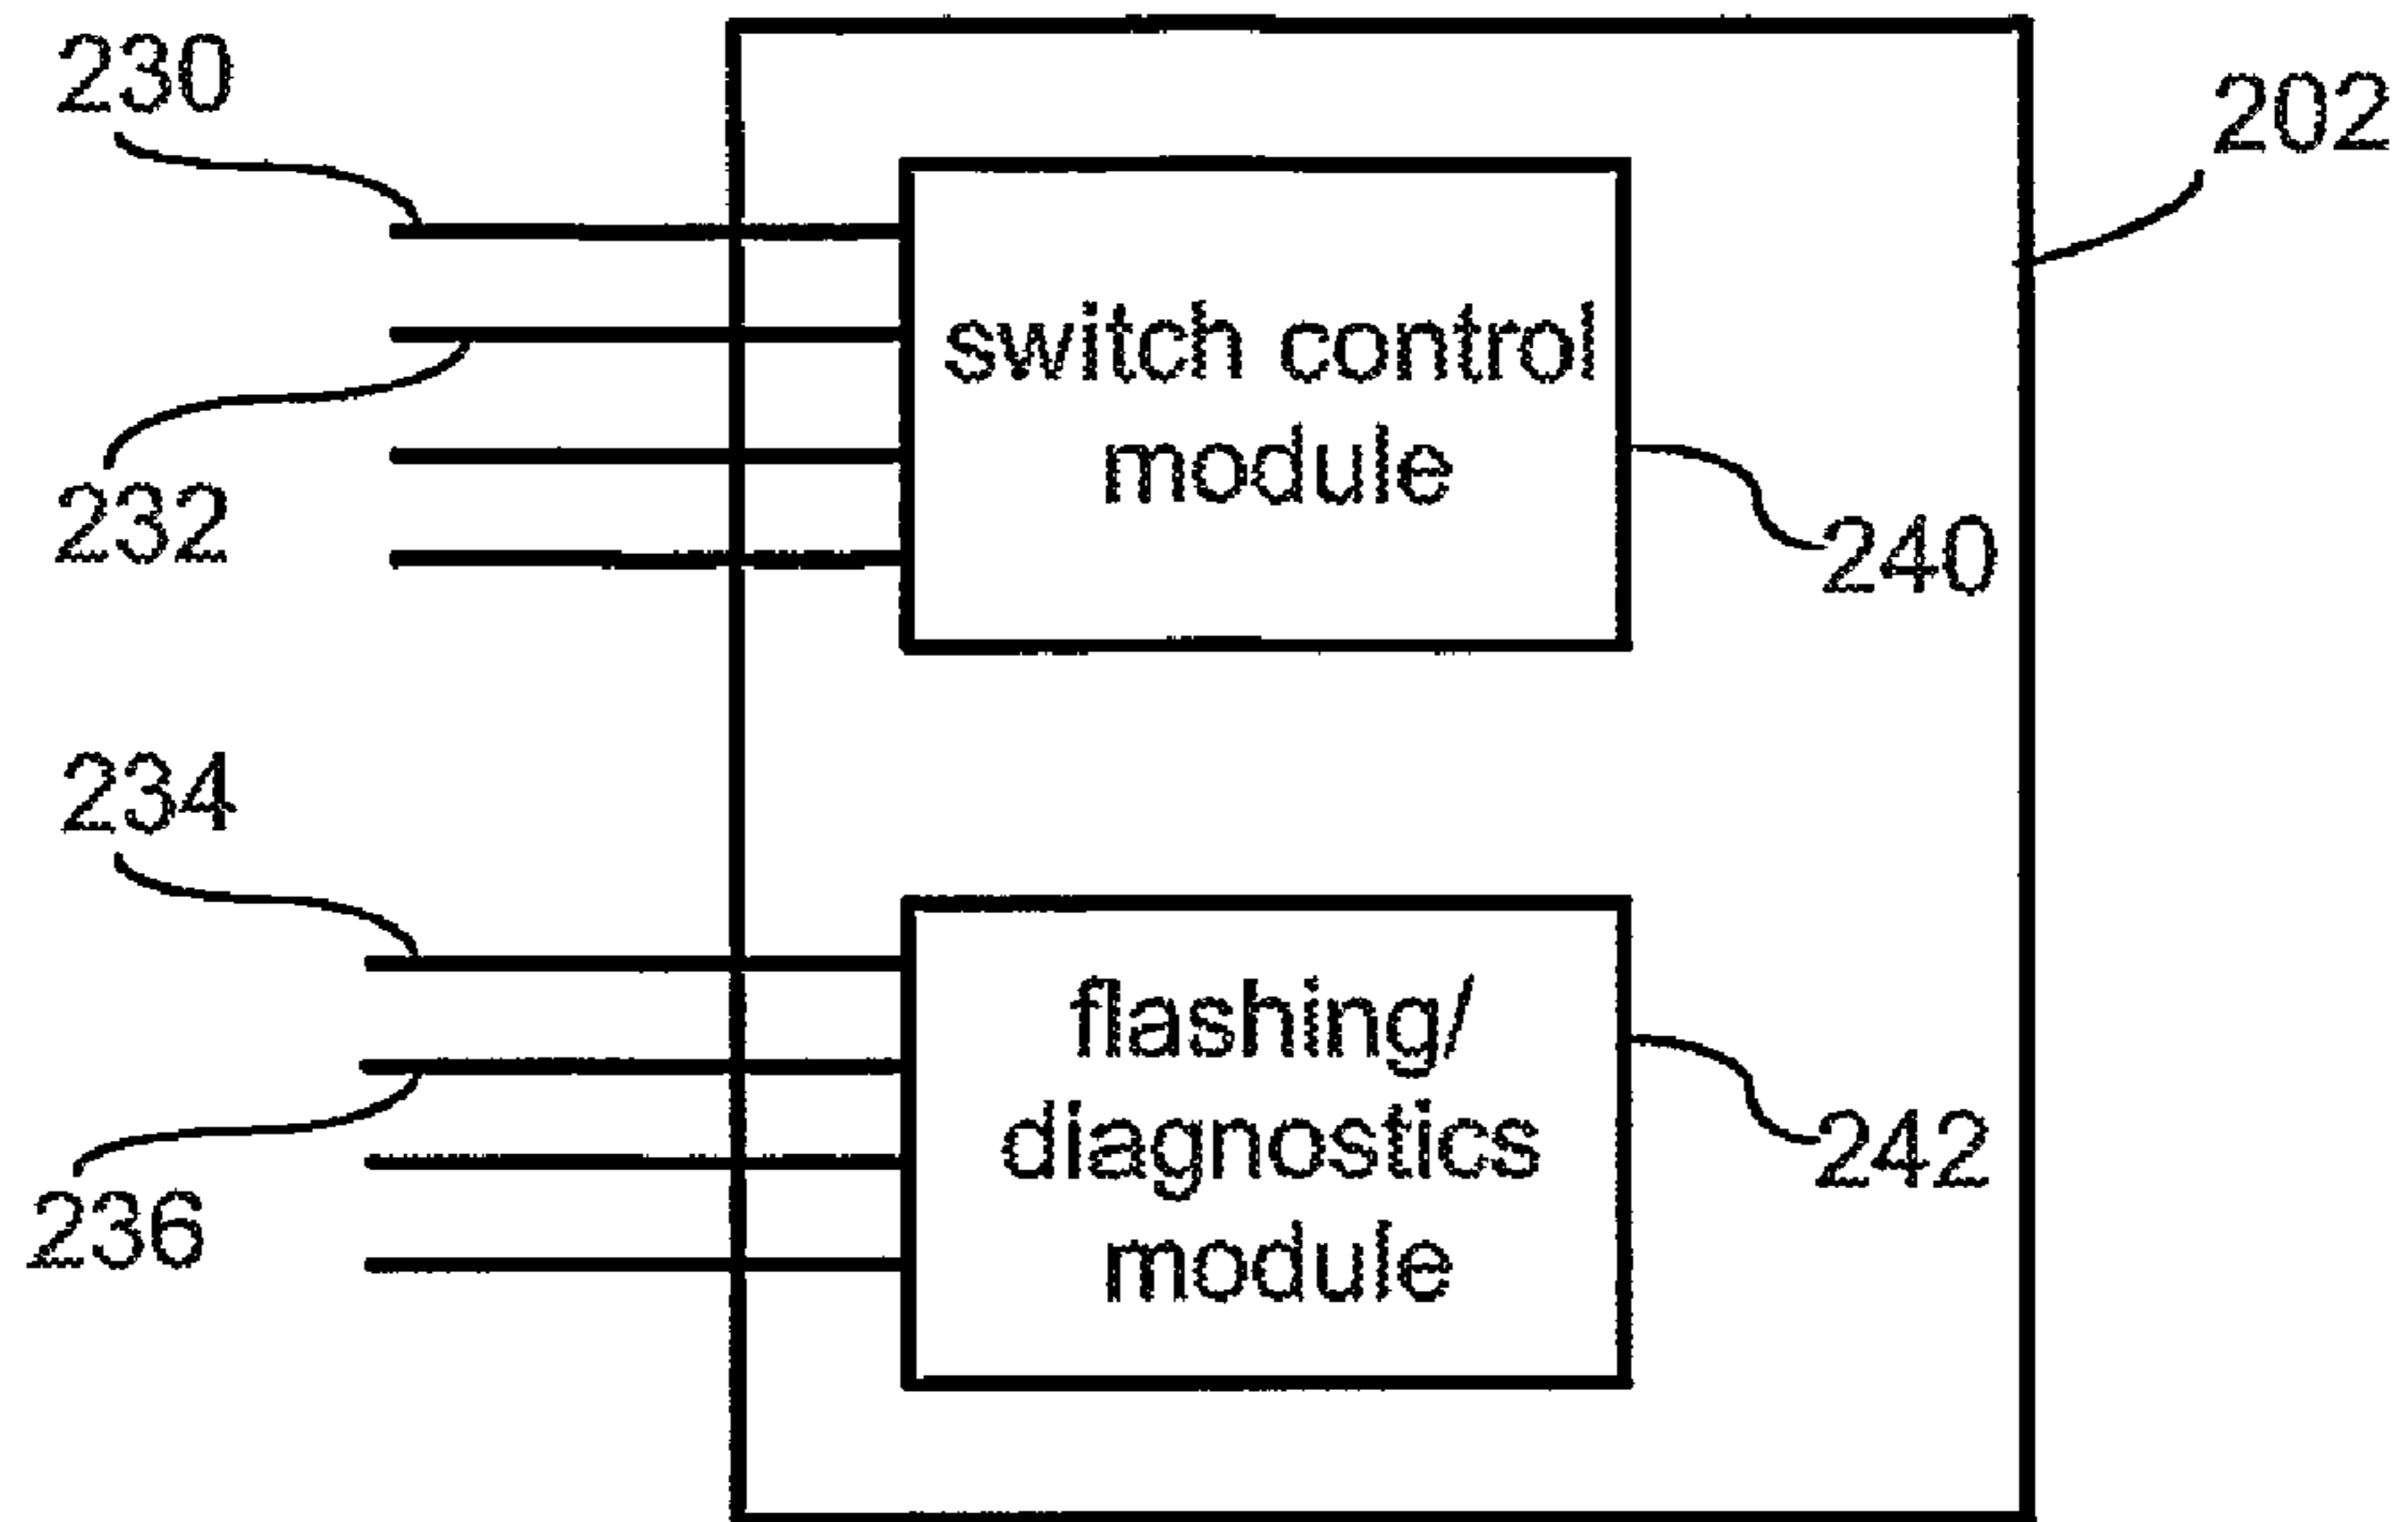 230
202
switch control
module
232
240
234
flashing/
diagnostics
module
242
236